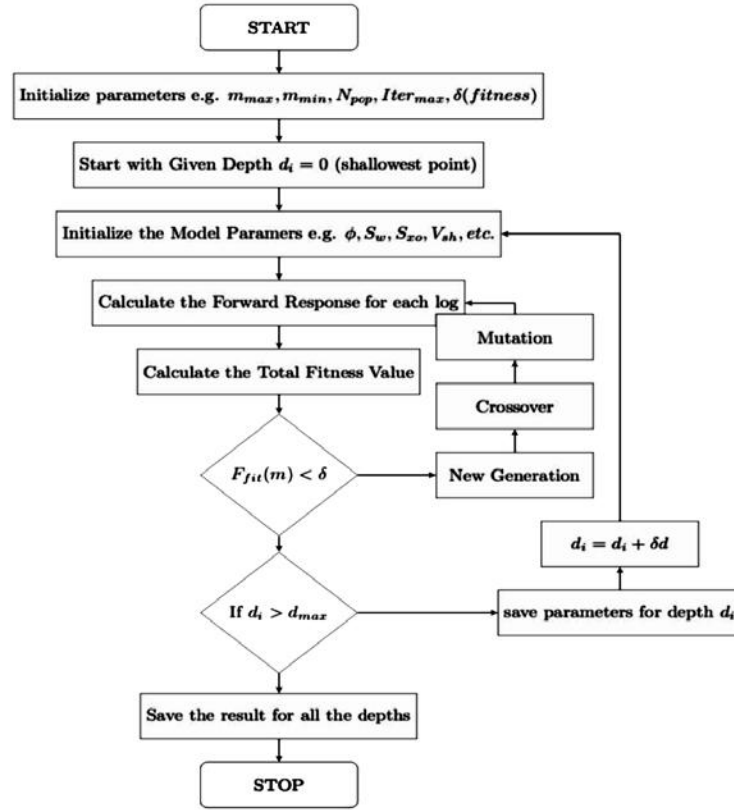 START
Initialize parameters e.g. m_max, m_min, N_pop, Iter_max, δ(fitness)
Start with Given Depth d_i = 0 (shallowest point)
Initialize the Model Paramers e.g. ϕ, S_w, S_xo, V_sh, etc.
Calculate the Forward Response for each log
Mutation
Calculate the Total Fitness Value
Crossover
F_fit(m) < δ
New Generation
d_i = d_i + δd
If d_i > d_max
save parameters for depth d_i
Save the result for all the depths
STOP